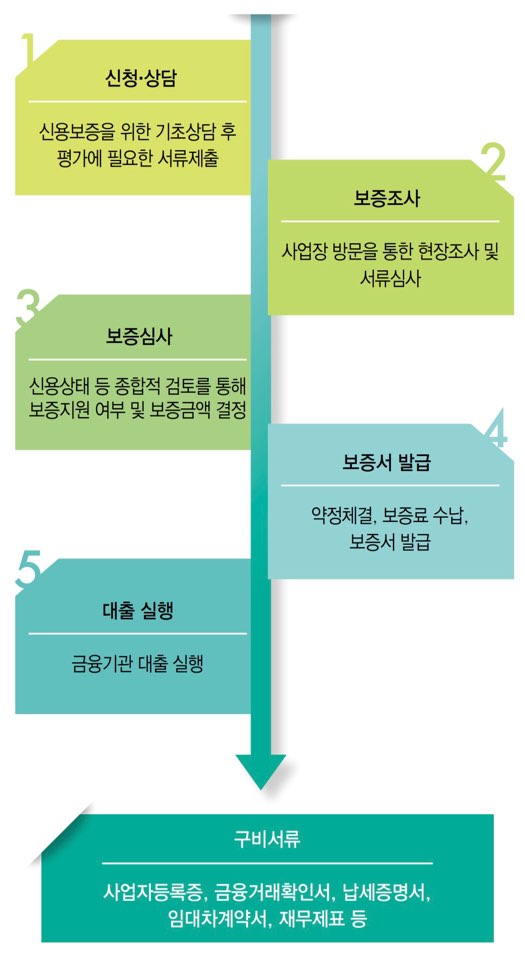 1
신청·상담
신용보증을 위한 기초상담 후
평가에 필요한 서류제출
2
보증조사
사업장 방문을 통한 현장조사 및
서류심사
3
보증심사
신용상태 등 종합적 검토를 통해
보증지원 여부 및 보증금액 결정
4
보증서 발급
약정체결, 보증료 수납,
보증서 발급
5
대출 실행
금융기관 대출 실행
구비서류
사업자등록증, 금융거래확인서, 납세증명서,
임대차계약서, 재무제표 등